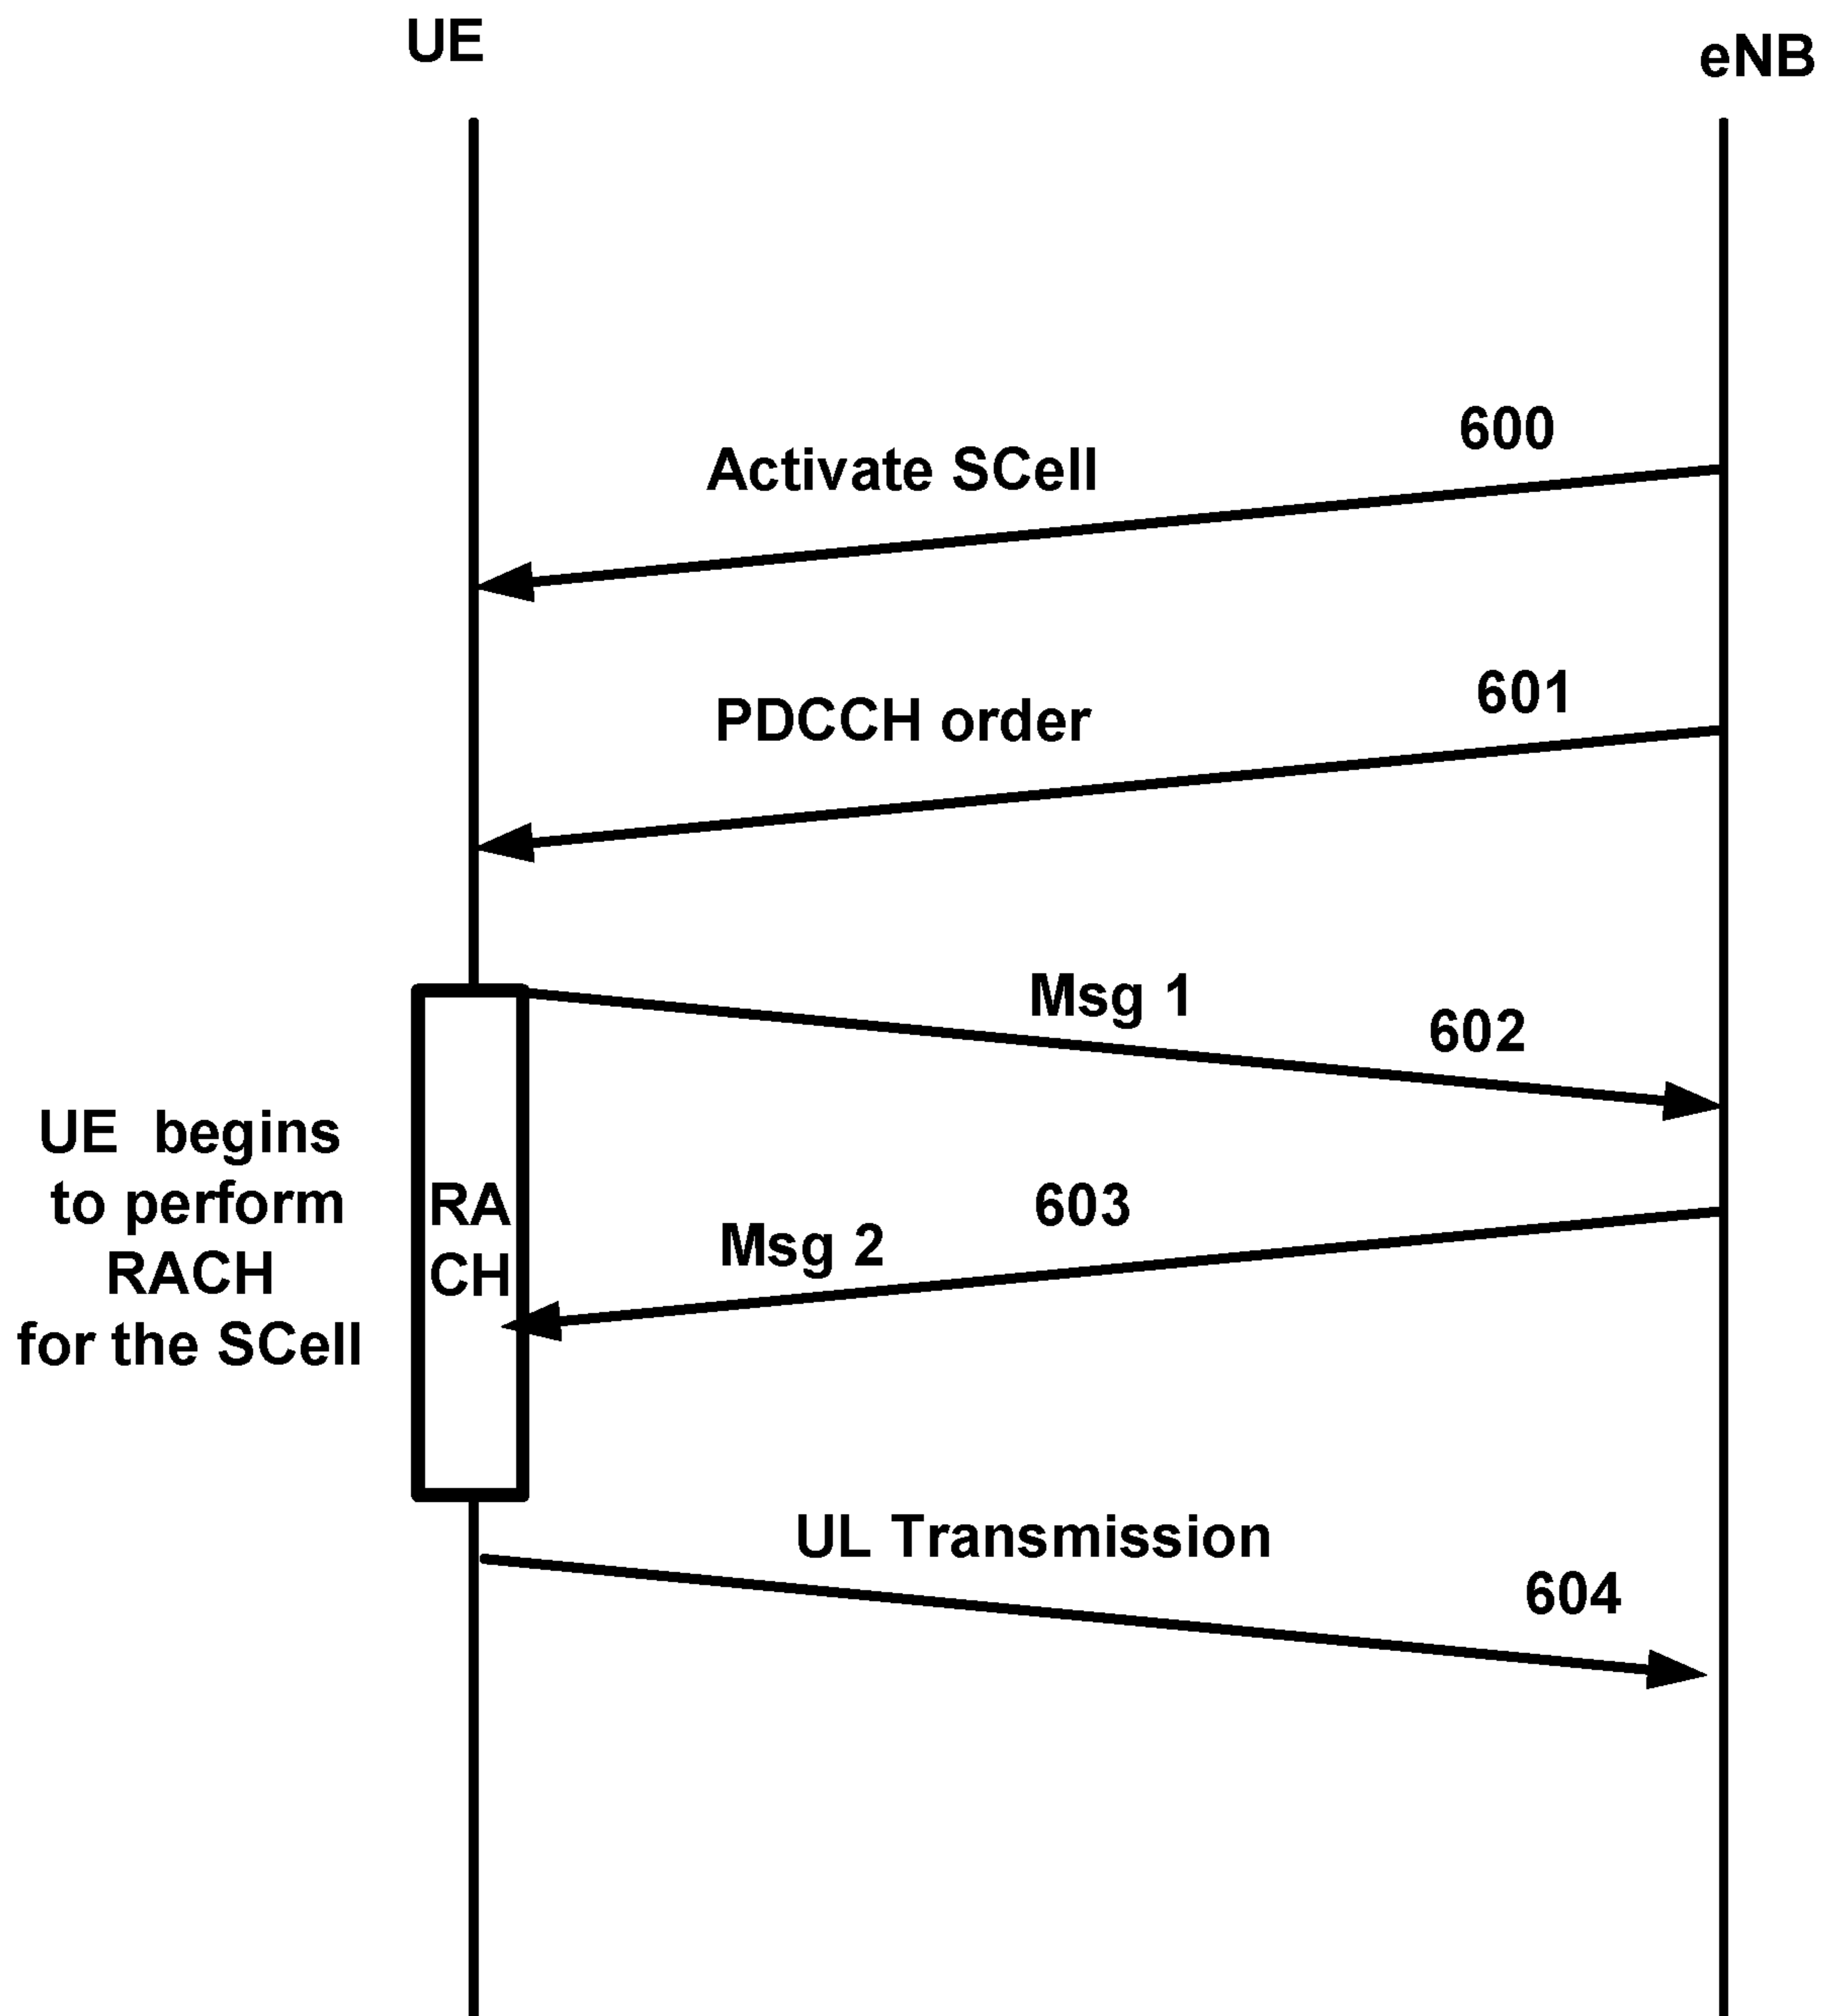 UE
eNB
600
Activate SCell
601
PDCCH order
Msg 1
602
UE begins
to perform
RACH
for the SCell
RA
CH
603
Msg 2
UL Transmission
604